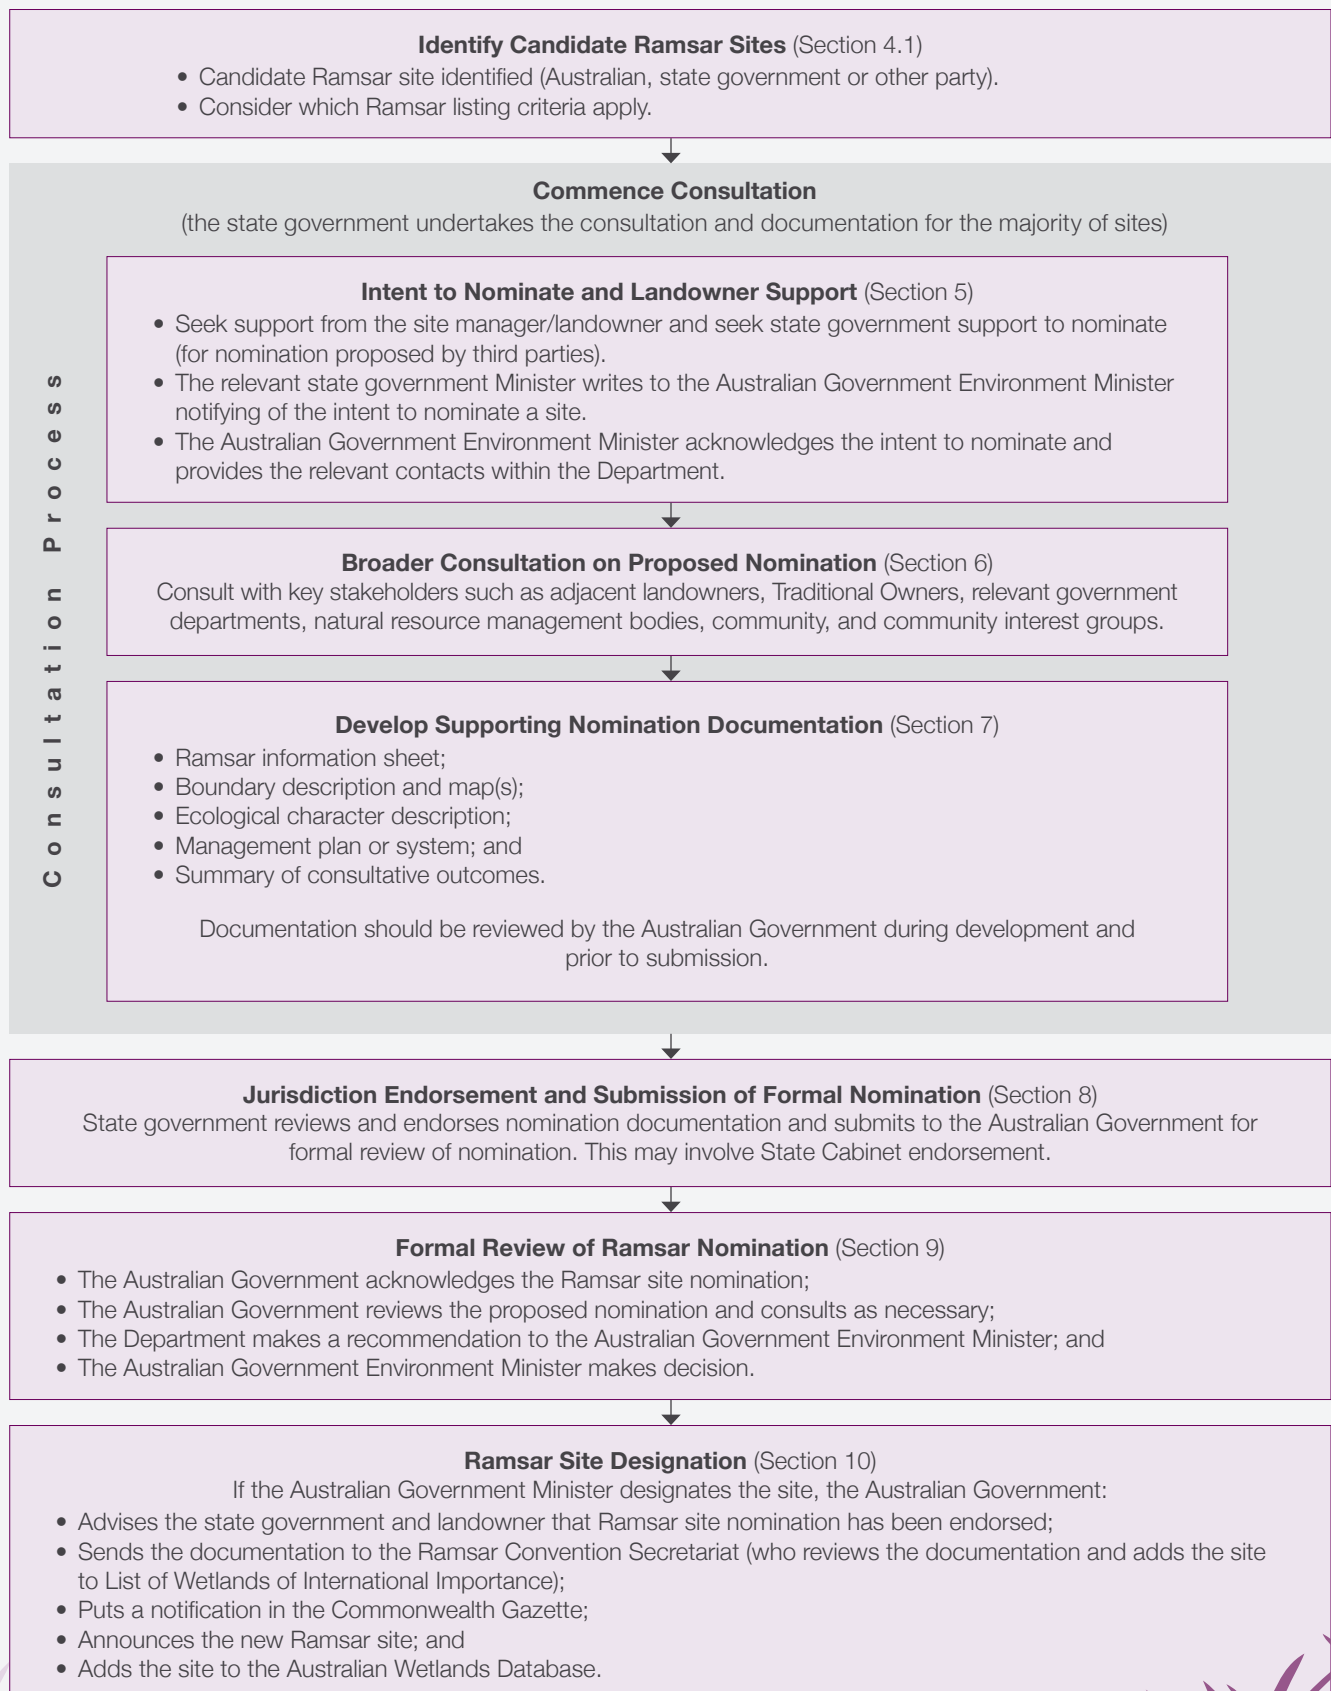 Identify Candidate Ramsar Sites (Section 4.1)
• Candidate Ramsar site identified (Australian, state government or other party).
• Consider which Ramsar listing criteria apply.
Commence Consultation
(the state government undertakes the consultation and documentation for the majority of sites)
Consultation Process
Intent to Nominate and Landowner Support (Section 5)
• Seek support from the site manager/landowner and seek state government support to nominate
(for nomination proposed by third parties).
• The relevant state government Minister writes to the Australian Government Environment Minister
notifying of the intent to nominate a site.
• The Australian Government Environment Minister acknowledges the intent to nominate and
provides the relevant contacts within the Department.
Broader Consultation on Proposed Nomination (Section 6)
Consult with key stakeholders such as adjacent landowners, Traditional Owners, relevant government
departments, natural resource management bodies, community, and community interest groups.
Develop Supporting Nomination Documentation (Section 7)
• Ramsar information sheet;
• Boundary description and map(s);
• Ecological character description;
• Management plan or system; and
• Summary of consultative outcomes.
Documentation should be reviewed by the Australian Government during development and
prior to submission.
Jurisdiction Endorsement and Submission of Formal Nomination (Section 8)
State government reviews and endorses nomination documentation and submits to the Australian Government for
formal review of nomination. This may involve State Cabinet endorsement.
Formal Review of Ramsar Nomination (Section 9)
• The Australian Government acknowledges the Ramsar site nomination;
• The Australian Government reviews the proposed nomination and consults as necessary;
• The Department makes a recommendation to the Australian Government Environment Minister; and
• The Australian Government Environment Minister makes decision.
Ramsar Site Designation (Section 10)
If the Australian Government Minister designates the site, the Australian Government:
• Advises the state government and landowner that Ramsar site nomination has been endorsed;
• Sends the documentation to the Ramsar Convention Secretariat (who reviews the documentation and adds the site
to List of Wetlands of International Importance);
• Puts a notification in the Commonwealth Gazette;
• Announces the new Ramsar site; and
• Adds the site to the Australian Wetlands Database.